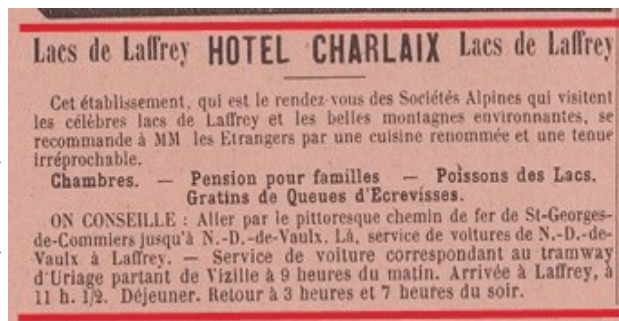 Lacs de Laffrey HOTEL CHARLAIX Lacs de Laffrey
Cet établissement, qui est le rendez vous des Sociétés Alpines qui visitent
les célèbres lacs de Laffrey et les belles montagnes environnantes, se
recommande à MM les Etrangers par une cuisine renommée et une tenue
irréprochable.
Chambres. — Pension pour familles — Poissons des Lacs.
Gratins de Queues d'Ecrevisses.
ON CONSEILLE : Aller par le pittoresque chemin de fer de St-Georges-
de-Commiers jusqu'à N.-D.-de-Vaulx. Là, service de voitures de N.-D.-de-
Vaulx à Laffrey. — Service de voiture correspondant au tramway
d'Uriage partant de Vizille à 9 heures du matin. Arrivée à Laffrey, à
11 h. 1/2. Déjeuner. Retour à 3 heures et 7 heures du soir.